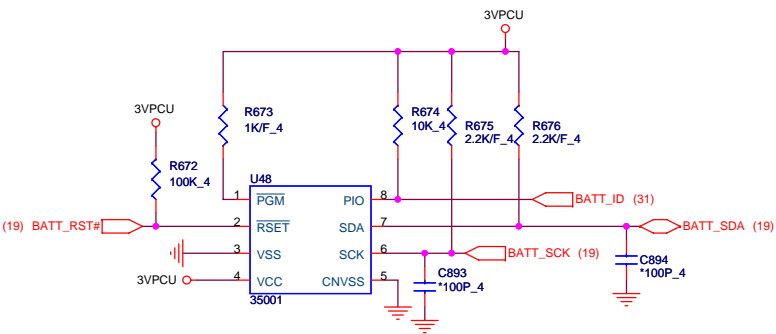 3VPCU
3VPCU
R673
1K/F_4
R674
10K_4
R675
2.2K/F_4
R676
2.2K/F_4
R672
100K_4
U48
1
PGM
PIO
8
BATT_ID (31)
(19) BATT_RST#
2
RSET
SDA
7
BATT_SDA (19)
3
VSS
SCK
6
BATT_SCK (19)
3VPCU
4
VCC
CNVSS
5
35001
C893
*100P_4
C894
*100P_4